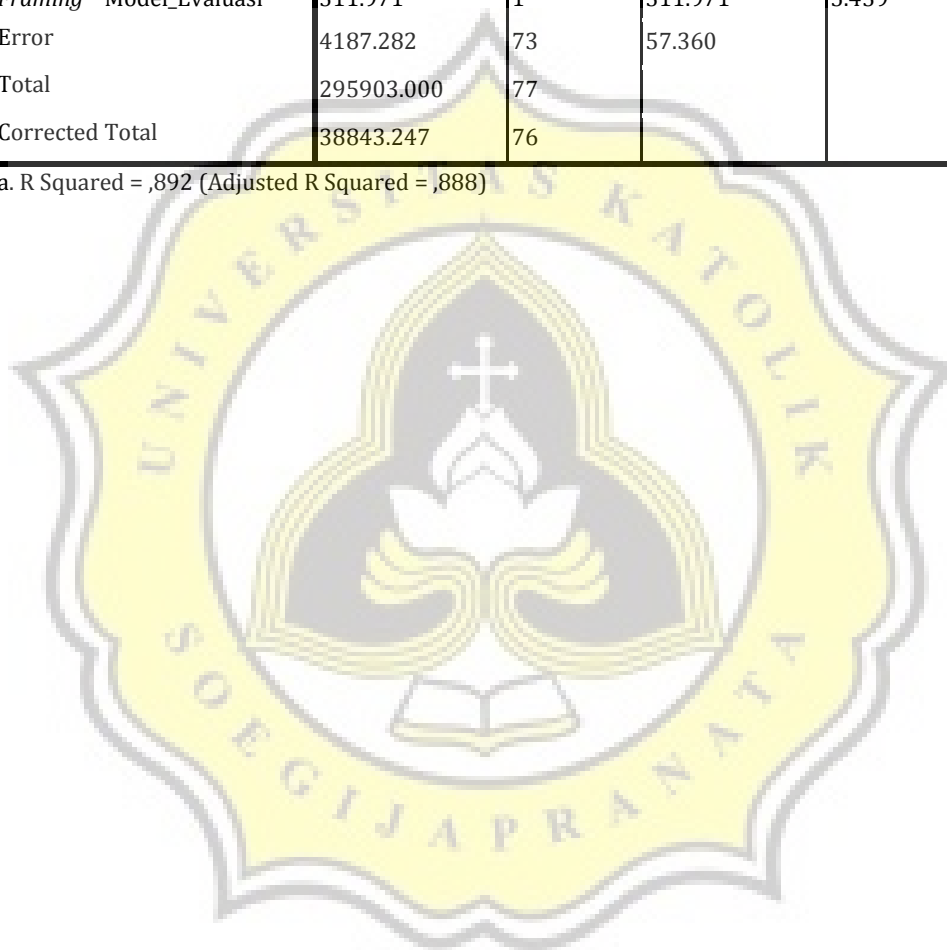 Error 4187.282 73 57.360
Total 295903.000 77
Corrected Total 38843.247 76
a. R Squared = ,892 (Adjusted R Squared = ,888)
UNIVERSITAS KATOLIK
SOEGIJAPRANATA